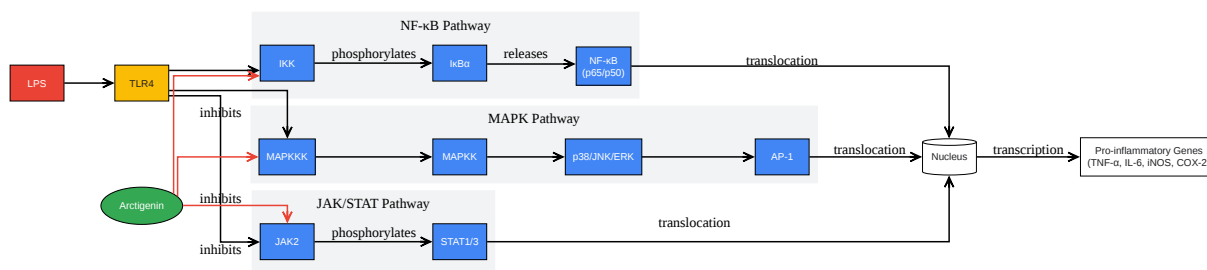 NF-κB Pathway
LPS
TLR4
IKK
phosphorylates
IκBα
releases
NF-κB
(p65/p50)
translocation
inhibits
MAPK Pathway
MAPKKK
MAPKK
p38/JNK/ERK
AP-1
translocation
Nucleus
transcription
Pro-inflammatory Genes
(TNF-α, IL-6, iNOS, COX-2
Arctigenin
inhibits
JAK/STAT Pathway
JAK2
phosphorylates
STAT1/3
translocation
inhibits